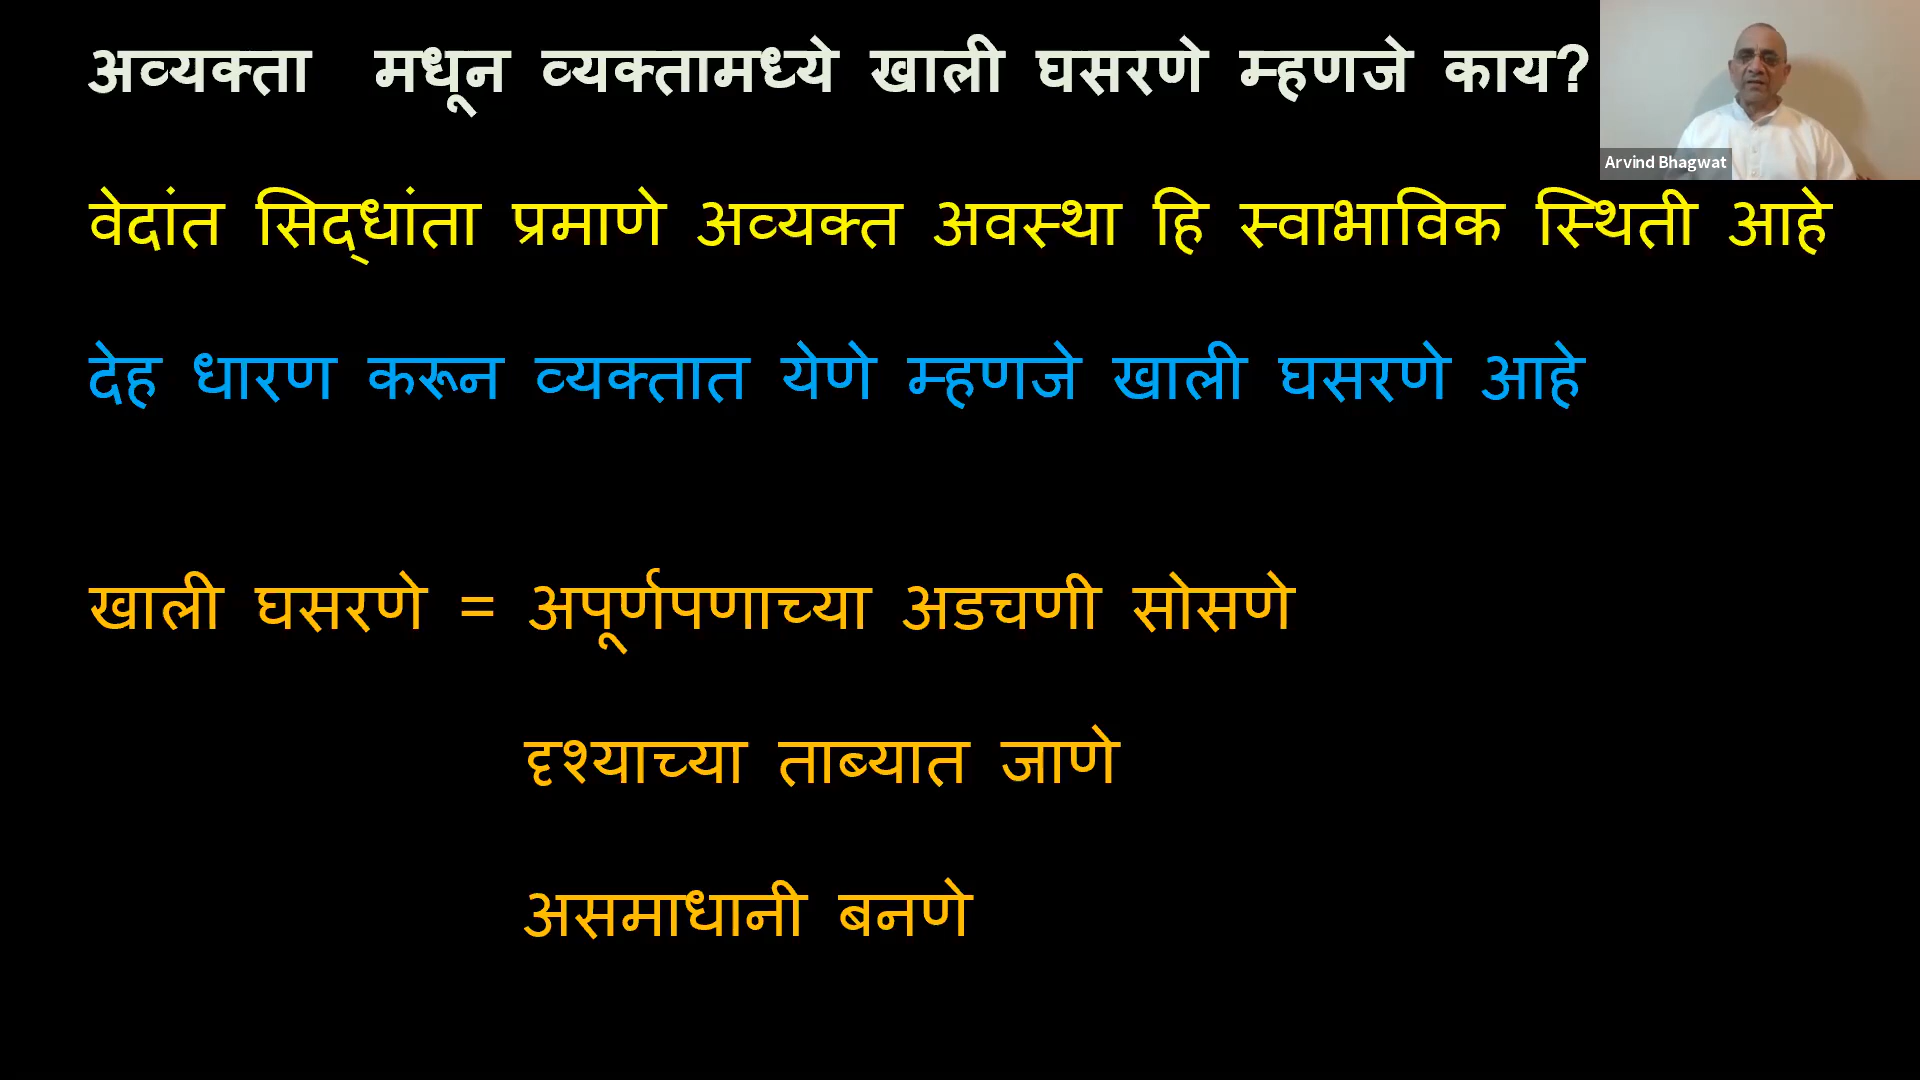 अव्यक्ता मधून व्यक्तामध्ये खाली घसरणे म्हणजे काय?
Arvind Bhagwat
वेदांत सिद्धांता प्रमाणे अव्यक्त अवस्था हि स्वाभाविक स्थिती आहे
देह धारण करून व्यक्तात येणे म्हणजे खाली घसरणे आहे
खाली घसरणे = अपूर्णपणाच्या अडचणी सोसणे
दृश्याच्या ताब्यात जाणे
असमाधानी बनणे